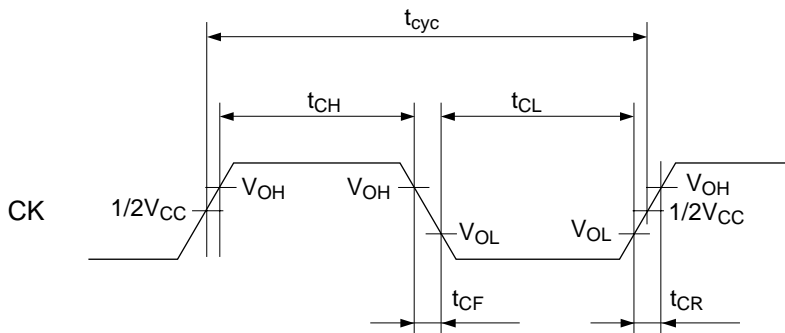 tcyc
tCH
tCL
CK
1/2VCC
VOH
VOH
VOL
VOL
VOH
1/2VCC
tCF
tCR